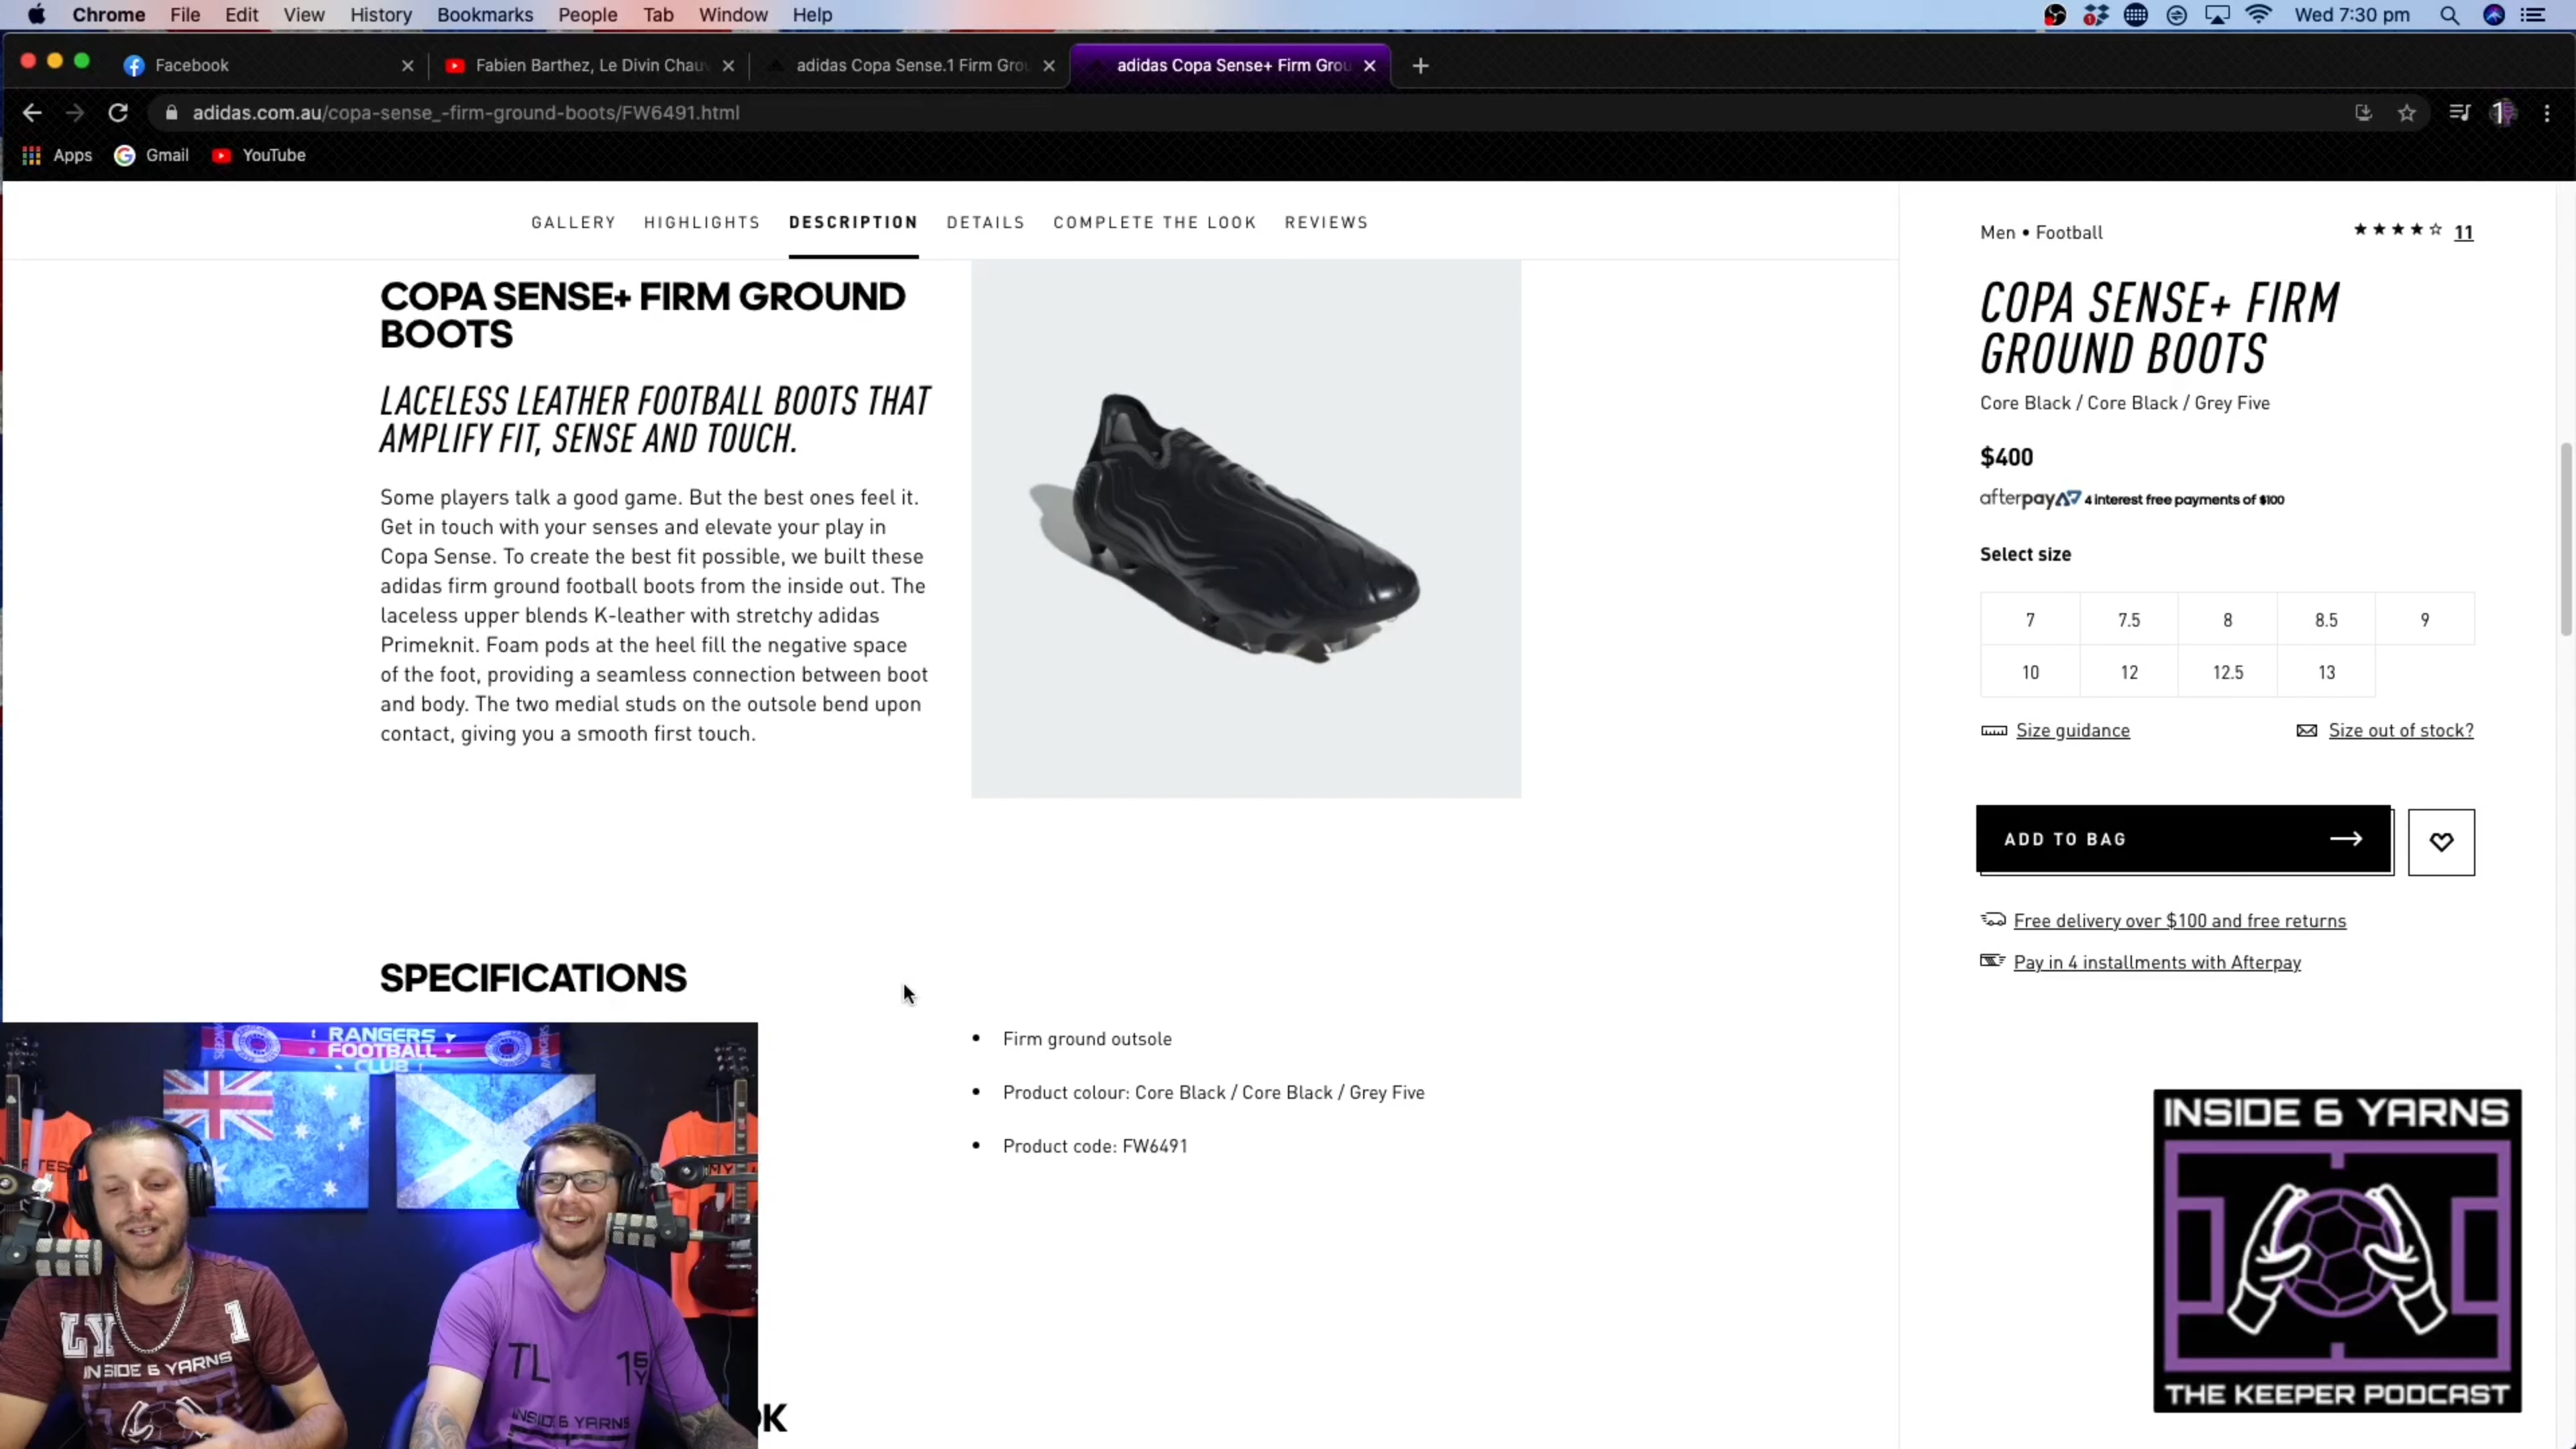 Chrome File Edit View History Bookmarks People Tab Window Help
Wed 7:30 pm
Facebook
Fabien Barthez, Le Divin Chau
adidas Copa Sense.1 Firm Gro
adidas Copa Sense+ Firm Grou
adidas.com.au/copa-sense_-firm-ground-boots/FW6491.html
Apps Gmail YouTube
GALLERY HIGHLIGHTS DESCRIPTION DETAILS COMPLETE THE LOOK REVIEWS
COPA SENSE+ FIRM GROUND
BOOTS
LACELESS LEATHER FOOTBALL BOOTS THAT
AMPLIFY FIT, SENSE AND TOUCH.
Some players talk a good game. But the best ones feel it.
Get in touch with your senses and elevate your play in
Copa Sense. To create the best fit possible, we built these
adidas firm ground football boots from the inside out. The
laceless upper blends K-leather with stretchy adidas
Primeknit. Foam pods at the heel fill the negative space
of the foot, providing a seamless connection between boot
and body. The two medial studs on the outsole bend upon
contact, giving you a smooth first touch.
SPECIFICATIONS
• Firm ground outsole
• Product colour: Core Black / Core Black / Grey Five
• Product code: FW6491
Men • Football
11
COPA SENSE+ FIRM
GROUND BOOTS
Core Black / Core Black / Grey Five
$400
afterpay 4 interest free payments of $100
Select size
7 7.5 8 8.5 9
10 12 12.5 13
Size guidance
Size out of stock?
ADD TO BAG
Free delivery over $100 and free returns
Pay in 4 installments with Afterpay
RANGERS
FOOTBALL
CLUB
LY 1
INSIDE 6 YARNS
TL 16Y
INSIDE 6 YARNS
OK
INSIDE 6 YARNS
THE KEEPER PODCAST